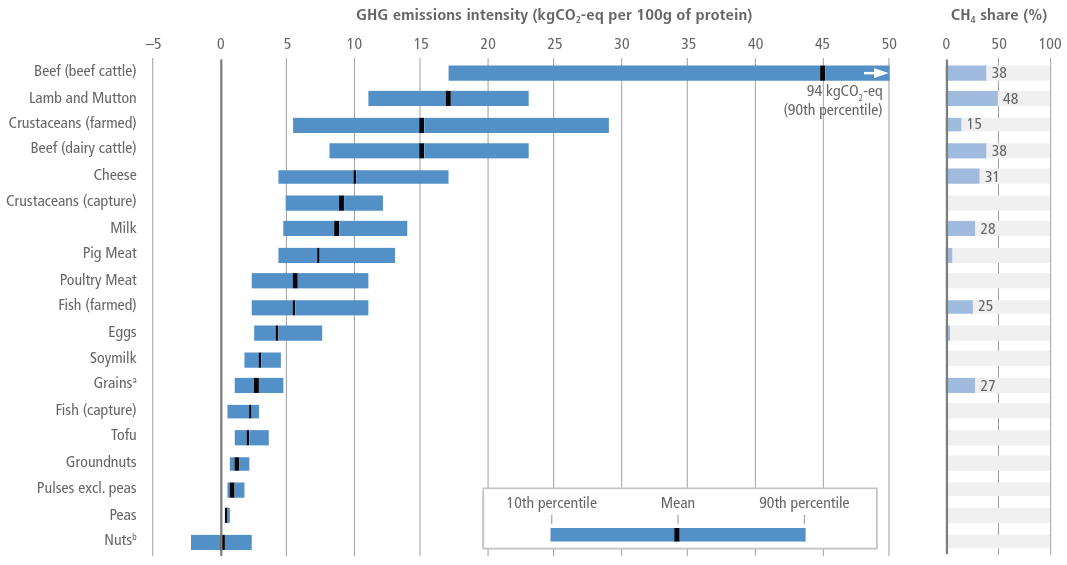 GHG emissions intensity (kgCO₂-eq per 100g of protein) CH₄ share (%)
–5 0 5 10 15 20 25 30 35 40 45 50 0 50 100
Beef (beef cattle) 38
94 kgCO₂-eq
Lamb and Mutton 48
(90th percentile)
Crustaceans (farmed) 15
Beef (dairy cattle) 38
Cheese 31
Crustaceans (capture)
Milk 28
Pig Meat
Poultry Meat
Fish (farmed) 25
Eggs
Soymilk
Grainsᵃ 27
Fish (capture)
Tofu
Groundnuts
Pulses excl. peas
Peas
Nutsᵇ
10th percentile Mean 90th percentile